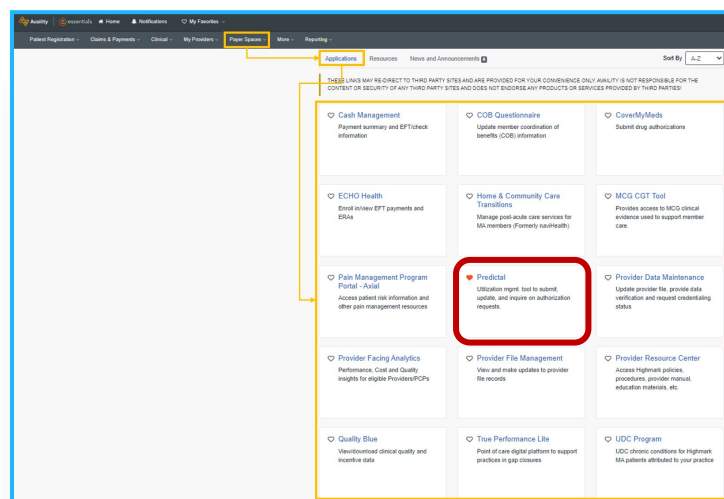 Availity essentials Home Notifications My Favorites
Patient Registration Claims & Payments Clinical My Providers Paper Spaces More Reporting
Applications Resources News and Announcements 4 Sort By A-Z
THESE LINKS MAY RE-DIRECT TO THIRD PARTY SITES AND ARE PROVIDED FOR YOUR CONVENIENCE ONLY. AVAILITY IS NOT RESPONSIBLE FOR THE
CONTENT OR SECURITY OF ANY THIRD PARTY SITES AND DOES NOT ENDORSE ANY PRODUCTS OR SERVICES PROVIDED BY THIRD PARTIES!
Cash Management
Payment summary and EFT/check
information
COB Questionnaire
Update member coordination of
benefits (COB) information
CoverMyMeds
Submit drug authorizations
ECHO Health
Enroll in/view EFT payments and
ERAs
Home & Community Care
Transitions
Manage post-acute care services for
MA members (Formerly naviHealth)
MCG CGT Tool
Provides access to MCG clinical
evidence used to support member
care.
Pain Management Program
Portal - Axial
Access patient risk information and
other pain management resources
Predictal
Utilization mgmt. tool to submit,
update, and inquire on authorization
requests.
Provider Data Maintenance
Update provider file, provide data
verification and request credentialing
status
Provider Facing Analytics
Performance, Cost and Quality
insights for eligible Providers/PCPs
Provider File Management
View and make updates to provider
file records
Provider Resource Center
Access Highmark policies,
procedures, provider manual,
education materials, etc
Quality Blue
View/download clinical quality and
incentive data
True Performance Lite
Point of care digital platform to support
practices in gap closures
UDC Program
UDC chronic conditions for Highmark
MA patients attributed to your practice